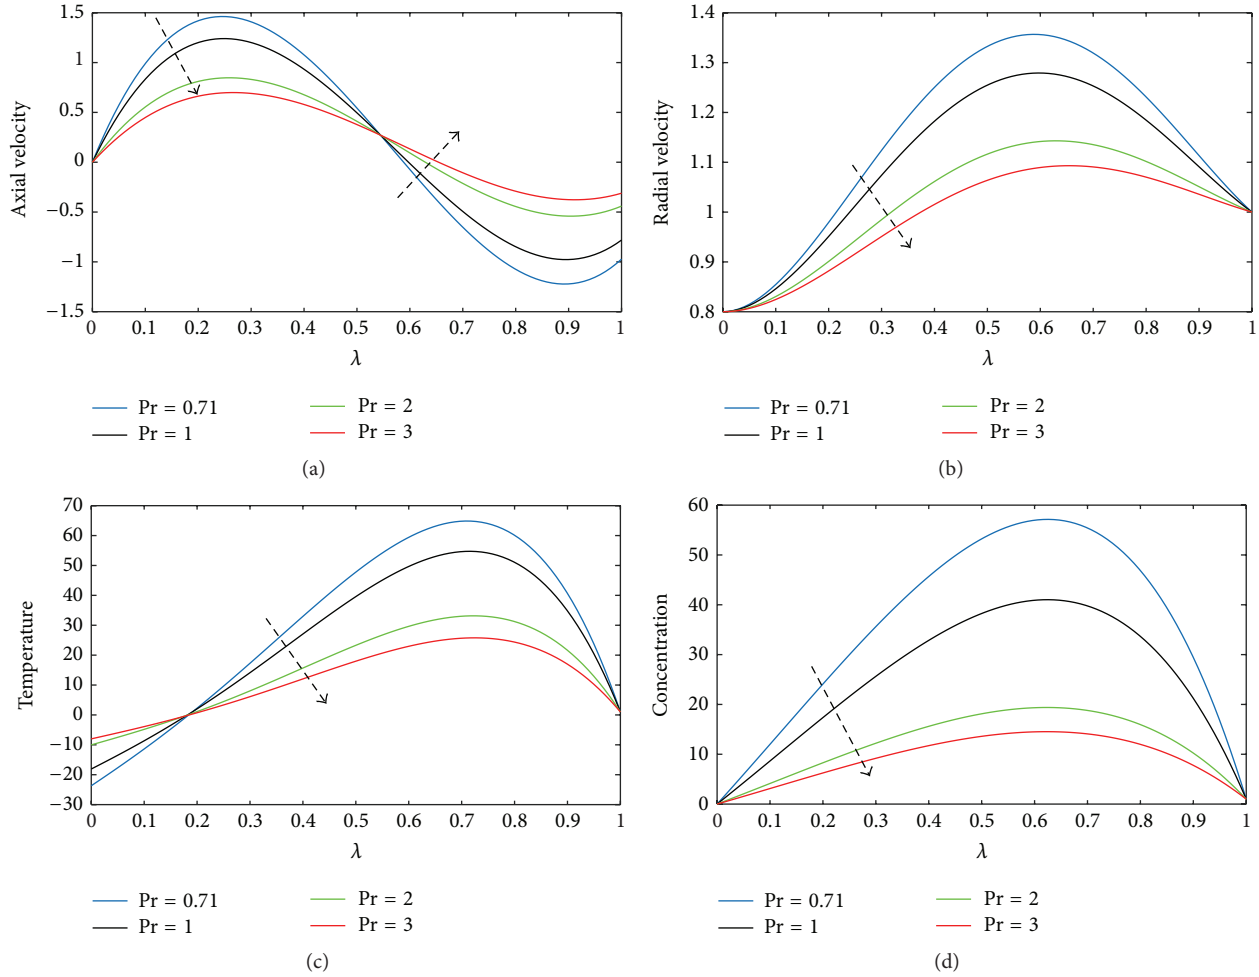 1.5
1
0.5
0
−0.5
−1
−1.5
Axial velocity
0 0.1 0.2 0.3 0.4 0.5 0.6 0.7 0.8 0.9 1
λ
Pr = 0.71
Pr = 2
Pr = 1
Pr = 3
(a)
1.4
1.3
1.2
1.1
1
0.9
0.8
Radial velocity
0 0.1 0.2 0.3 0.4 0.5 0.6 0.7 0.8 0.9 1
λ
Pr = 0.71
Pr = 2
Pr = 1
Pr = 3
(b)
70
60
50
40
30
20
10
0
−10
−20
−30
Temperature
0 0.1 0.2 0.3 0.4 0.5 0.6 0.7 0.8 0.9 1
λ
Pr = 0.71
Pr = 2
Pr = 1
Pr = 3
(c)
60
50
40
30
20
10
0
Concentration
0 0.1 0.2 0.3 0.4 0.5 0.6 0.7 0.8 0.9 1
λ
Pr = 0.71
Pr = 2
Pr = 1
Pr = 3
(d)